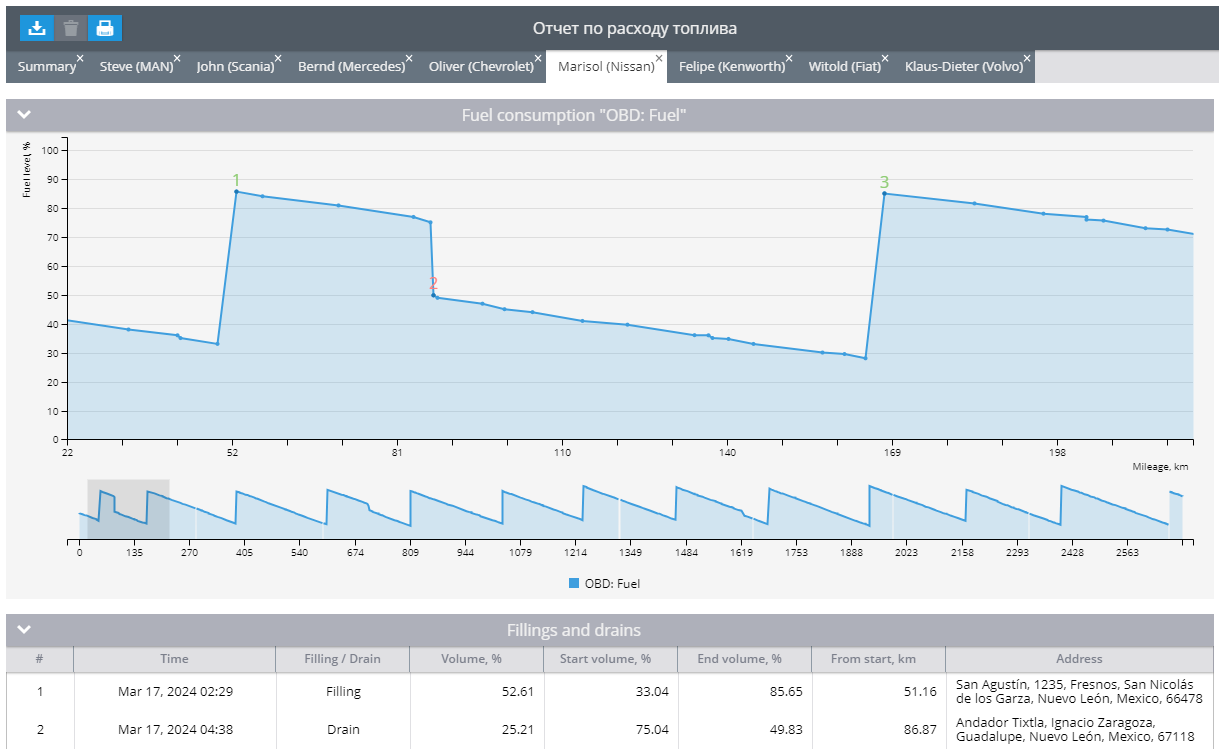 Отчет по расходу топлива
Summary × Steve (MAN) × John (Scania) × Bernd (Mercedes) × Oliver (Chevrolet) × Marisol (Nissan) × Felipe (Kenworth) × Witold (Fiat) × Klaus-Dieter (Volvo) ×
Fuel consumption "OBD: Fuel"
Fuel level, %
100
90
1
3
80
70
60
2
50
40
30
20
10
0
22 52 81 110 140 169 198
Mileage, km
0 135 270 405 540 674 809 944 1079 1214 1349 1484 1619 1753 1888 2023 2158 2293 2428 2563
OBD: Fuel
Fillings and drains
# Time Filling / Drain Volume, % Start volume, % End volume, % From start, km Address
1 Mar 17, 2024 02:29 Filling 52.61 33.04 85.65 51.16 San Agustín, 1235, Fresnos, San Nicolás
de los Garza, Nuevo León, Mexico, 66478
2 Mar 17, 2024 04:38 Drain 25.21 75.04 49.83 86.87 Andador Tixtla, Ignacio Zaragoza,
Guadalupe, Nuevo León, Mexico, 67118